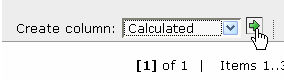 Create column: Calculated
[1] of 1 | Items 1..3